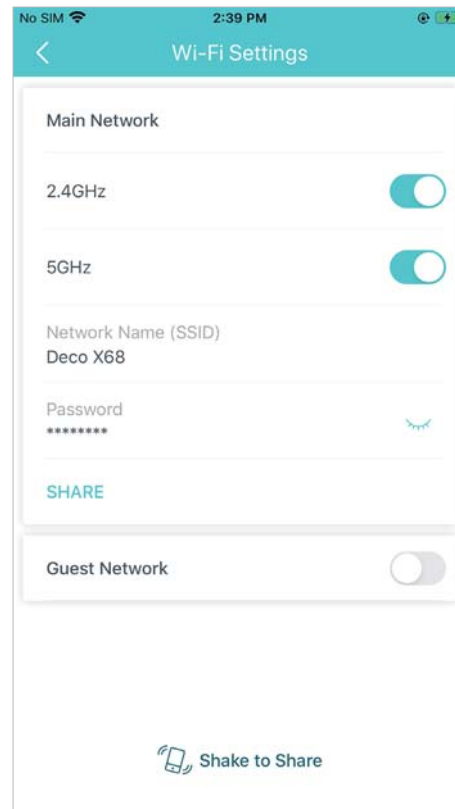 No SIM 2:39 PM
Wi-Fi Settings
Main Network
2.4GHz
5GHz
Network Name (SSID)
Deco X68
Password
********
SHARE
Guest Network
Shake to Share